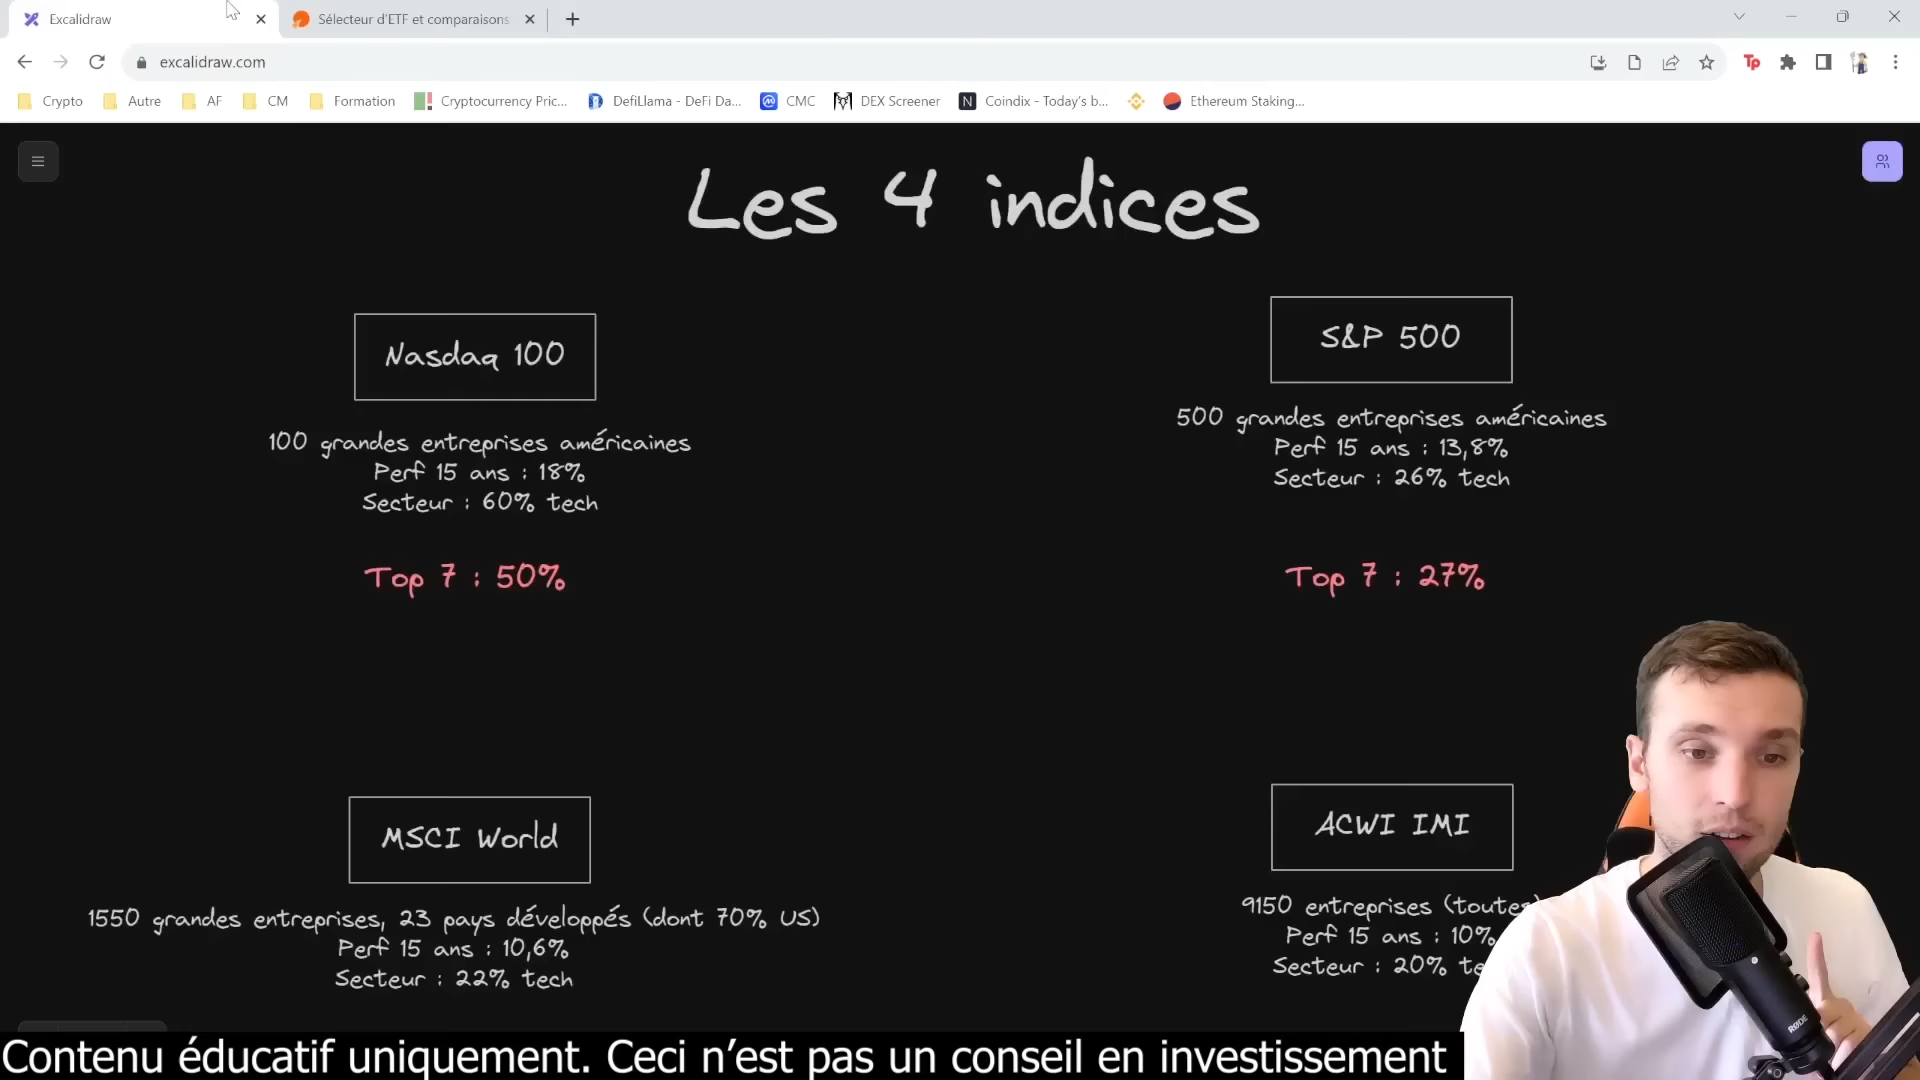 Excalidraw
Sélecteur d'ETF et comparaisons
excalidraw.com
Crypto
Autre
AF
CM
Formation
Cryptocurrency Pric...
DefiLlama - DeFi Da...
CMC
DEX Screener
Coindix - Today's b...
Ethereum Staking...
Les 4 indices
Nasdaq 100
100 grandes entreprises américaines
Perf 15 ans : 18%
Secteur : 60% tech
Top 7 : 50%
S&P 500
500 grandes entreprises américaines
Perf 15 ans : 13,8%
Secteur : 26% tech
Top 7 : 27%
MSCI World
1550 grandes entreprises, 23 pays développés (dont 70% US)
Perf 15 ans : 10,6%
Secteur : 22% tech
ACWI IMI
9150 entreprises (toutes)
Perf 15 ans : 10%
Secteur : 20% te
RØDE
Contenu éducatif uniquement. Ceci n'est pas un conseil en investissement